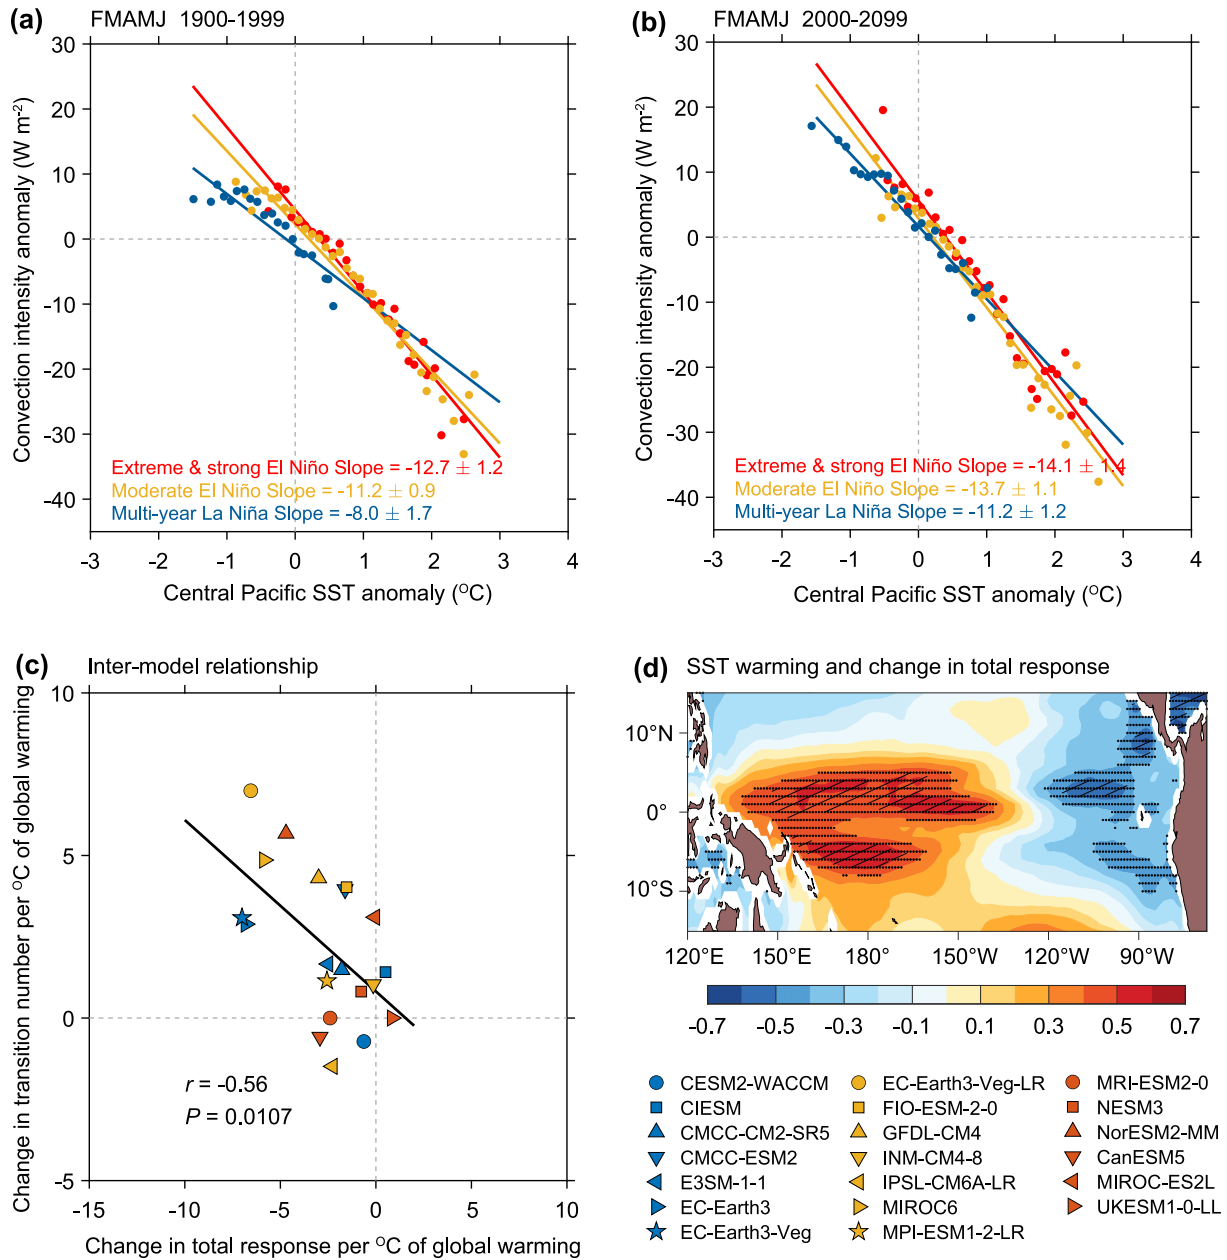 (a) FMAMJ 1900-1999
30
20
10
0
-10
-20
-30
-40
Convection intensity anomaly (W m⁻²)
Extreme & strong El Niño Slope = -12.7 ± 1.2
Moderate El Niño Slope = -11.2 ± 0.9
Multi-year La Niña Slope = -8.0 ± 1.7
-3 -2 -1 0 1 2 3 4
Central Pacific SST anomaly (°C)
(b) FMAMJ 2000-2099
30
20
10
0
-10
-20
-30
-40
Convection intensity anomaly (W m⁻²)
Extreme & strong El Niño Slope = -14.1 ± 1.4
Moderate El Niño Slope = -13.7 ± 1.1
Multi-year La Niña Slope = -11.2 ± 1.2
-3 -2 -1 0 1 2 3 4
Central Pacific SST anomaly (°C)
(c) Inter-model relationship
10
5
0
-5
Change in transition number per °C of global warming
r = -0.56
P = 0.0107
-15 -10 -5 0 5 10
Change in total response per °C of global warming
(d) SST warming and change in total response
10°N
0°
10°S
120°E 150°E 180° 150°W 120°W 90°W
-0.7 -0.5 -0.3 -0.1 0.1 0.3 0.5 0.7
CESM2-WACCM
CIESM
CMCC-CM2-SR5
CMCC-ESM2
E3SM-1-1
EC-Earth3
EC-Earth3-Veg
EC-Earth3-Veg-LR
FIO-ESM-2-0
GFDL-CM4
INM-CM4-8
IPSL-CM6A-LR
MIROC6
MPI-ESM1-2-LR
MRI-ESM2-0
NESM3
NorESM2-MM
CanESM5
MIROC-ES2L
UKESM1-0-LL